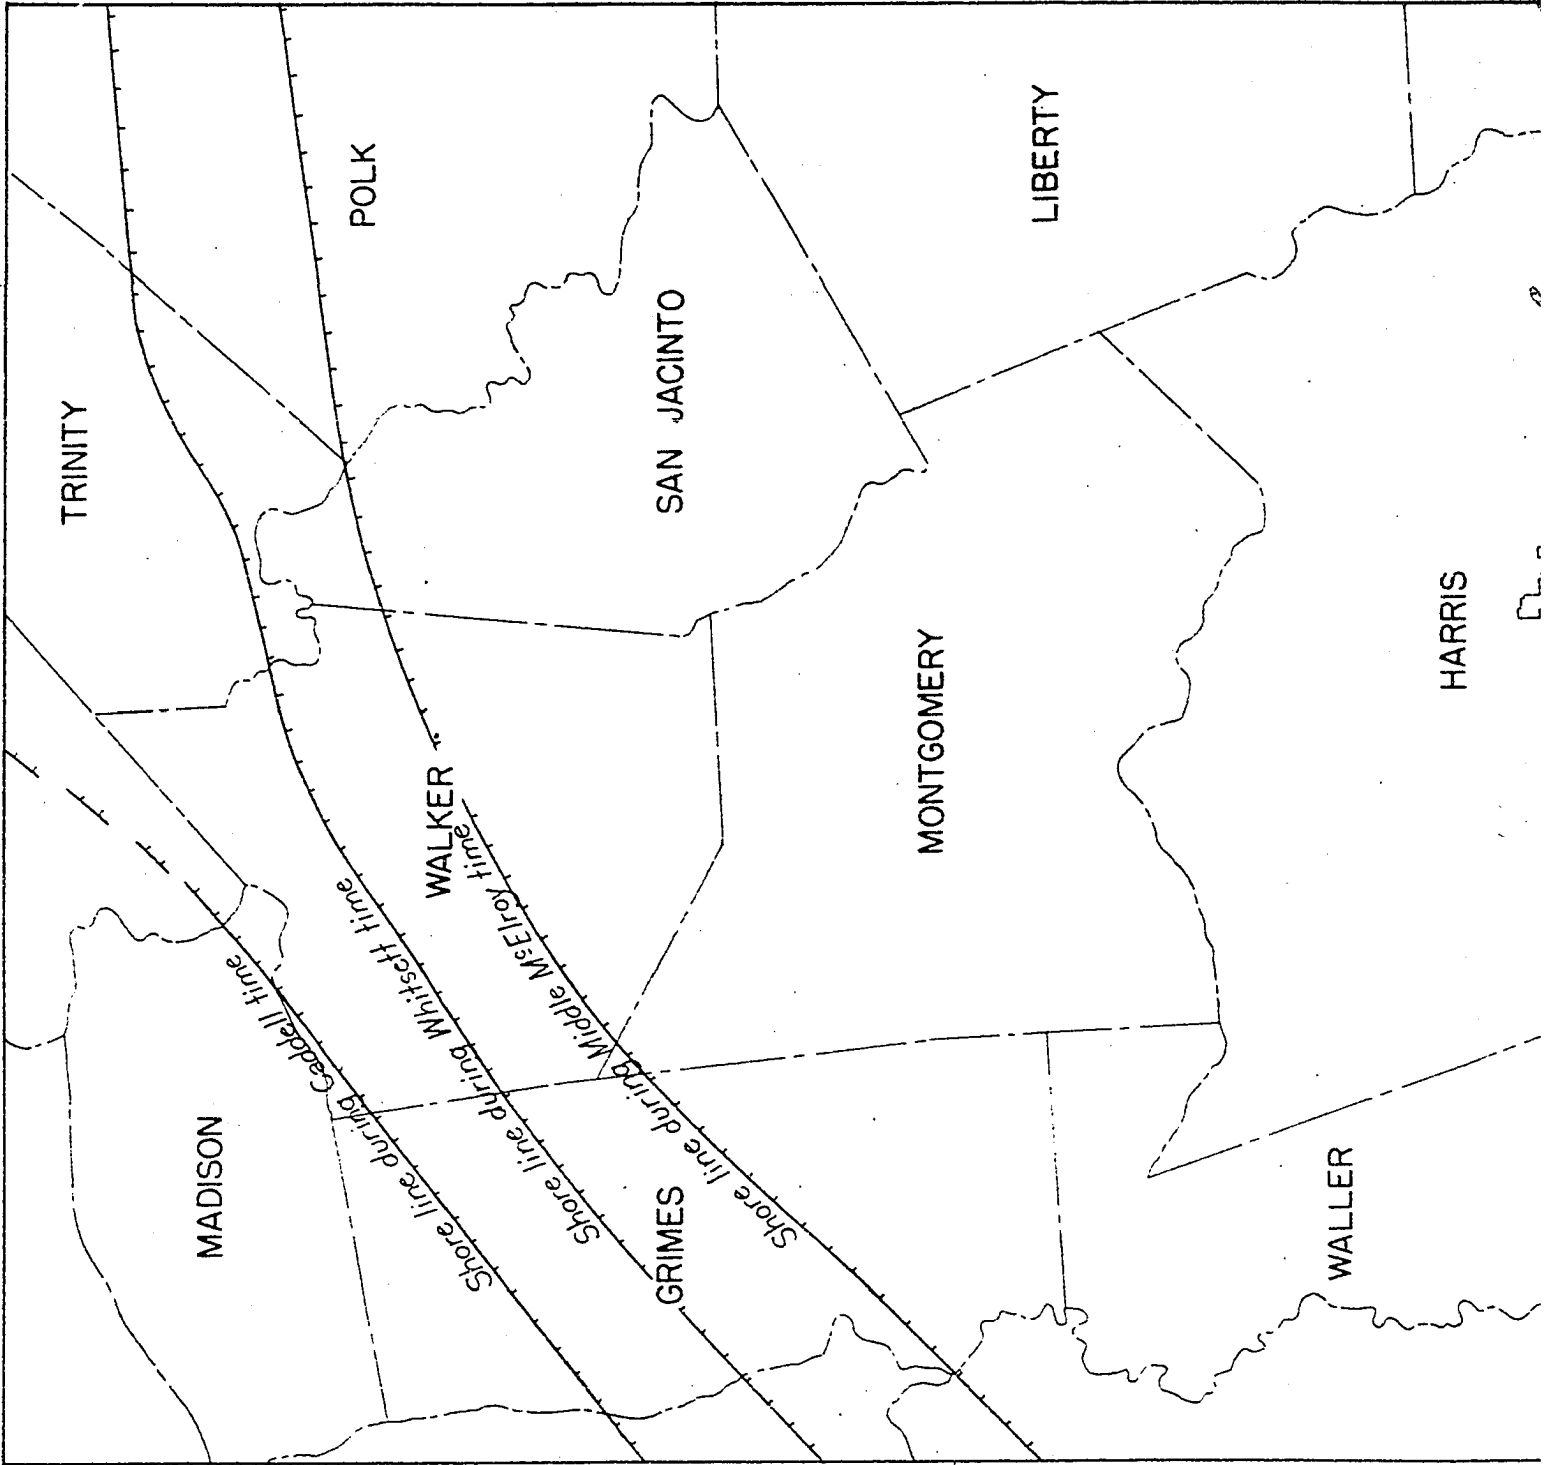 TRINITY
POLK
MADISON
WALKER
SAN JACINTO
LIBERTY
GRIMES
MONTGOMERY
WALLER
HARRIS
Shore line during Caddell time
Shore line during Whitsett time
Shore line during Middle McElroy time